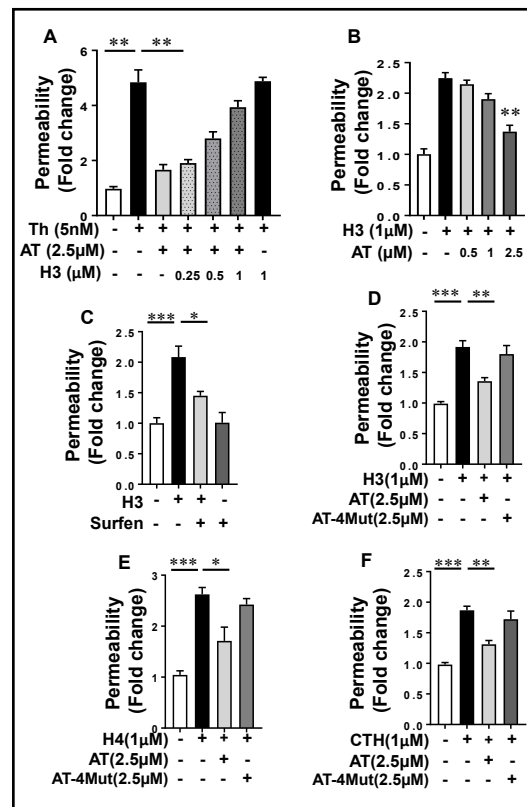 A
** **
Permeability
(Fold change)
6
4
2
0
Th (5nM) - + + + + + +
AT (2.5µM) - - + + + + -
H3 (µM) - - - 0.25 0.5 1 1
B
Permeability
(Fold change)
2.5
2.0
1.5
1.0
0.5
0.0
**
H3 (1µM) - + + + +
AT (µM) - - 0.5 1 2.5
C
*** *
Permeability
(Fold change)
2.5
2.0
1.5
1.0
0.5
0.0
H3 - + + -
Surfen - - + +
D
*** **
Permeability
(Fold change)
2.5
2.0
1.5
1.0
0.5
0.0
H3(1µM) - + + +
AT(2.5µM) - - + -
AT-4Mut(2.5µM) - - - +
E
*** *
Permeability
(Fold change)
3
2
1
0
H4(1µM) - + + +
AT(2.5µM) - - + -
AT-4Mut(2.5µM) - - - +
F
*** **
Permeability
(Fold change)
2.5
2.0
1.5
1.0
0.5
0.0
CTH(1µM) - + + +
AT(2.5µM) - - + -
AT-4Mut(2.5µM) - - - +